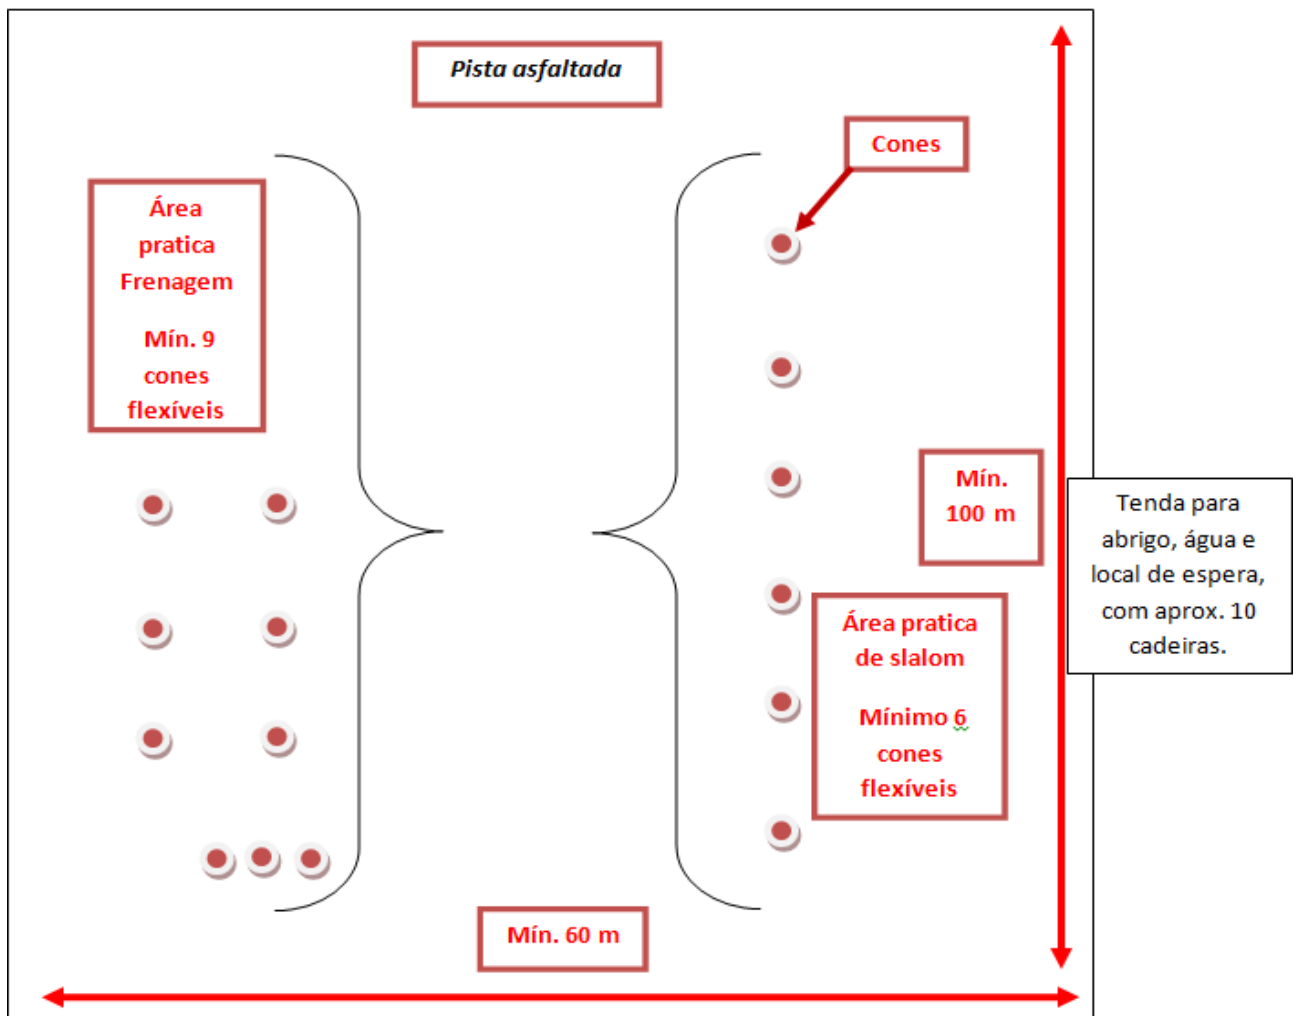 Pista asfaltada
Cones
Área
pratica
Frenagem
Mín. 9
cones
flexíveis
Mín.
100 m
Tenda para
abrigo, água e
local de espera,
com aprox. 10
cadeiras.
Área pratica
de slalom
Mínimo 6
cones
flexíveis
Mín. 60 m